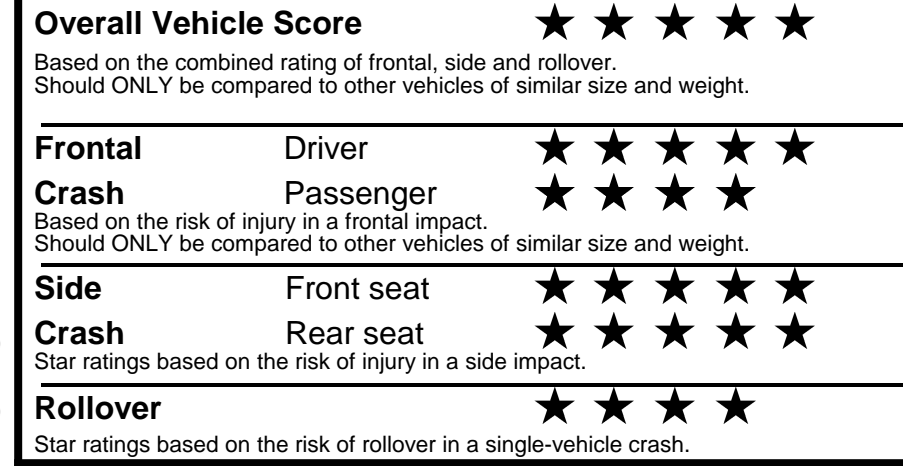 Overall Vehicle Score ★ ★ ★ ★ ★
Based on the combined rating of frontal, side and rollover.
Should ONLY be compared to other vehicles of similar size and weight.
Frontal Driver ★ ★ ★ ★ ★
Crash Passenger ★ ★ ★ ★
Based on the risk of injury in a frontal impact.
Should ONLY be compared to other vehicles of similar size and weight.
Side Front seat ★ ★ ★ ★ ★
Crash Rear seat ★ ★ ★ ★ ★
Star ratings based on the risk of injury in a side impact.
Rollover ★ ★ ★ ★
Star ratings based on the risk of rollover in a single-vehicle crash.